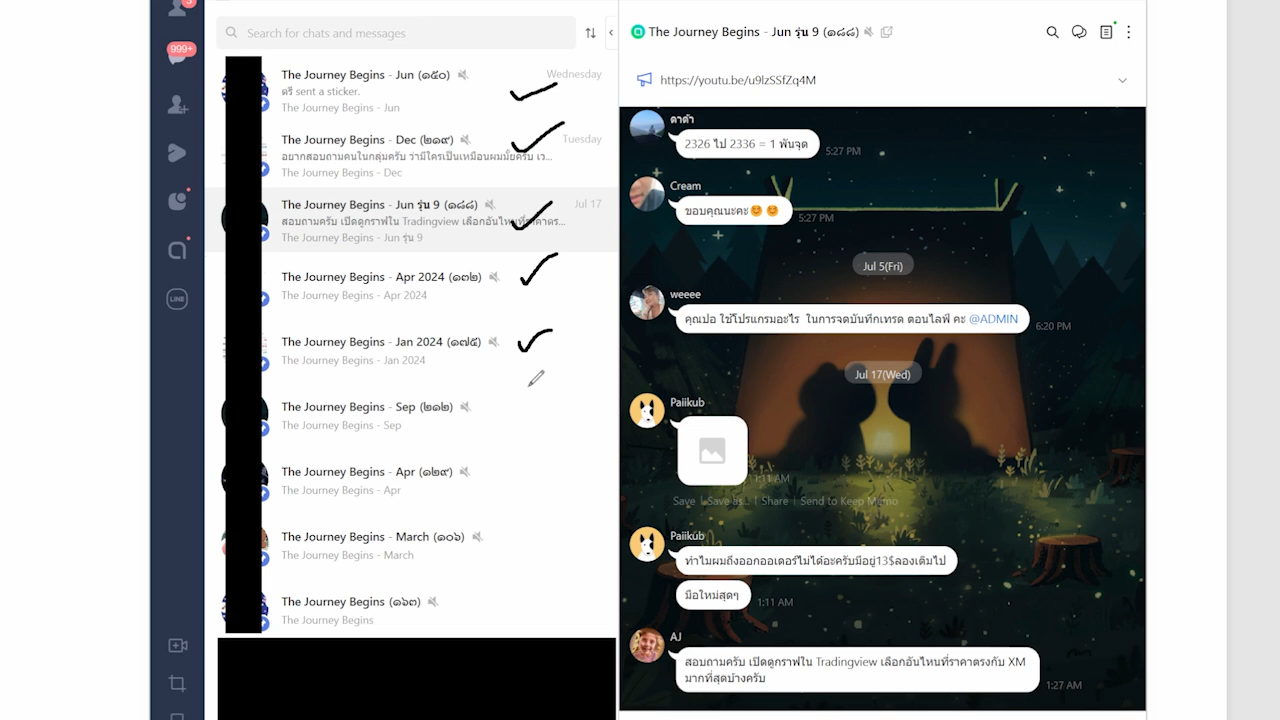 3
999+
LINE
Search for chats and messages
The Journey Begins - Jun (๑๕๐)
Wednesday
ศรี sent a sticker.
The Journey Begins - Jun
The Journey Begins - Dec (๒๑๙)
Tuesday
อยากสอบถามคนในกลุ่มครับ ว่ามีใครเป็นเหมือนผมมั้ยครับ เว...
The Journey Begins - Dec
The Journey Begins - Jun รุ่น 9 (๑๘๘)
Jul 17
สอบถามครับ เปิดดูกราฟใน Tradingview เลือกอันไหนที่ราคาตร...
The Journey Begins - Jun รุ่น 9
The Journey Begins - Apr 2024 (๑๓๒)
The Journey Begins - Apr 2024
The Journey Begins - Jan 2024 (๑๗๕)
The Journey Begins - Jan 2024
The Journey Begins - Sep (๒๑๒)
The Journey Begins - Sep
The Journey Begins - Apr (๑๒๙)
The Journey Begins - Apr
The Journey Begins - March (๑๐๖)
The Journey Begins - March
The Journey Begins (๑๖๓)
The Journey Begins
The Journey Begins - Jun รุ่น 9 (๑๘๘)
https://youtu.be/u9lzSSfZq4M
ตาต้า
2326 ไป 2336 = 1 พันจุด
5:27 PM
Cream
ขอบคุณนะคะ😊 😊
5:27 PM
Jul 5(Fri)
weeee
คุณปอ ใช้โปรแกรมอะไร ในการจดบันทึกเทรด ตอนไลฟ์ คะ @ADMIN
6:20 PM
Jul 17(Wed)
Paiikub
1:11 AM
Save | Save as... | Share | Send to Keep Memo
Paiikub
ทำไมผมถึงออกออเดอร์ไม่ได้อะครับมีอยู่13$ลองเติมไป
มือใหม่สุดๆ
1:11 AM
AJ
สอบถามครับ เปิดดูกราฟใน Tradingview เลือกอันไหนที่ราคาตรงกับ XM
มากที่สุดบ้างครับ
1:27 AM